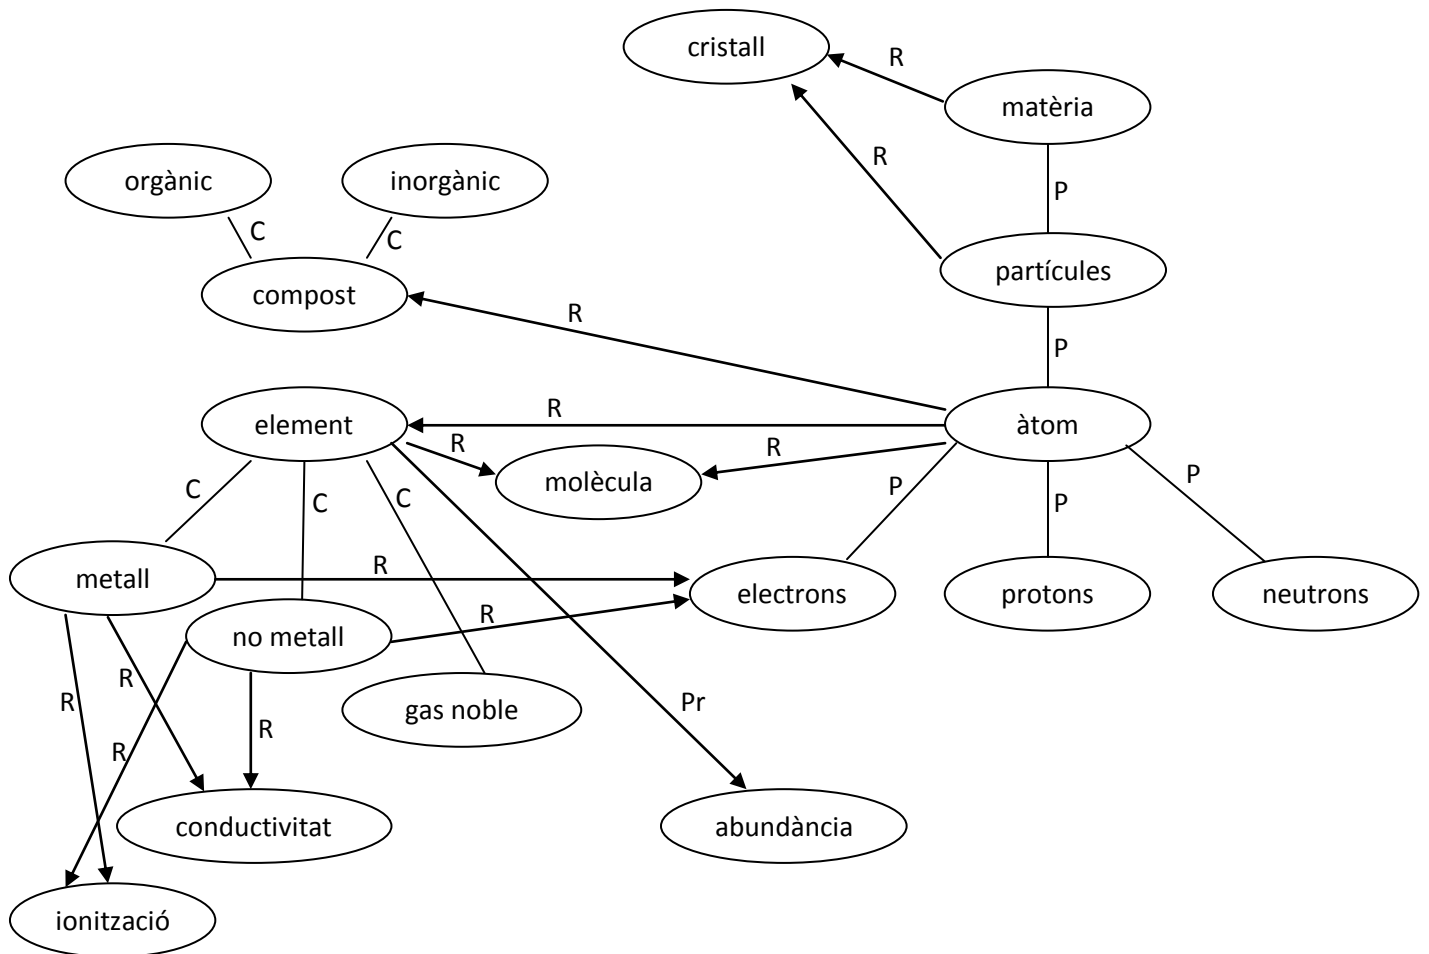 cristall
R
matèria
R
orgànic
inorgànic
P
C
C
partícules
compost
R
P
element
R
àtom
R
R
molècula
C
C
C
P
P
P
metall
R
electrons
protons
neutrons
no metall
R
R
R
gas noble
Pr
R
R
conductivitat
abundància
ionització